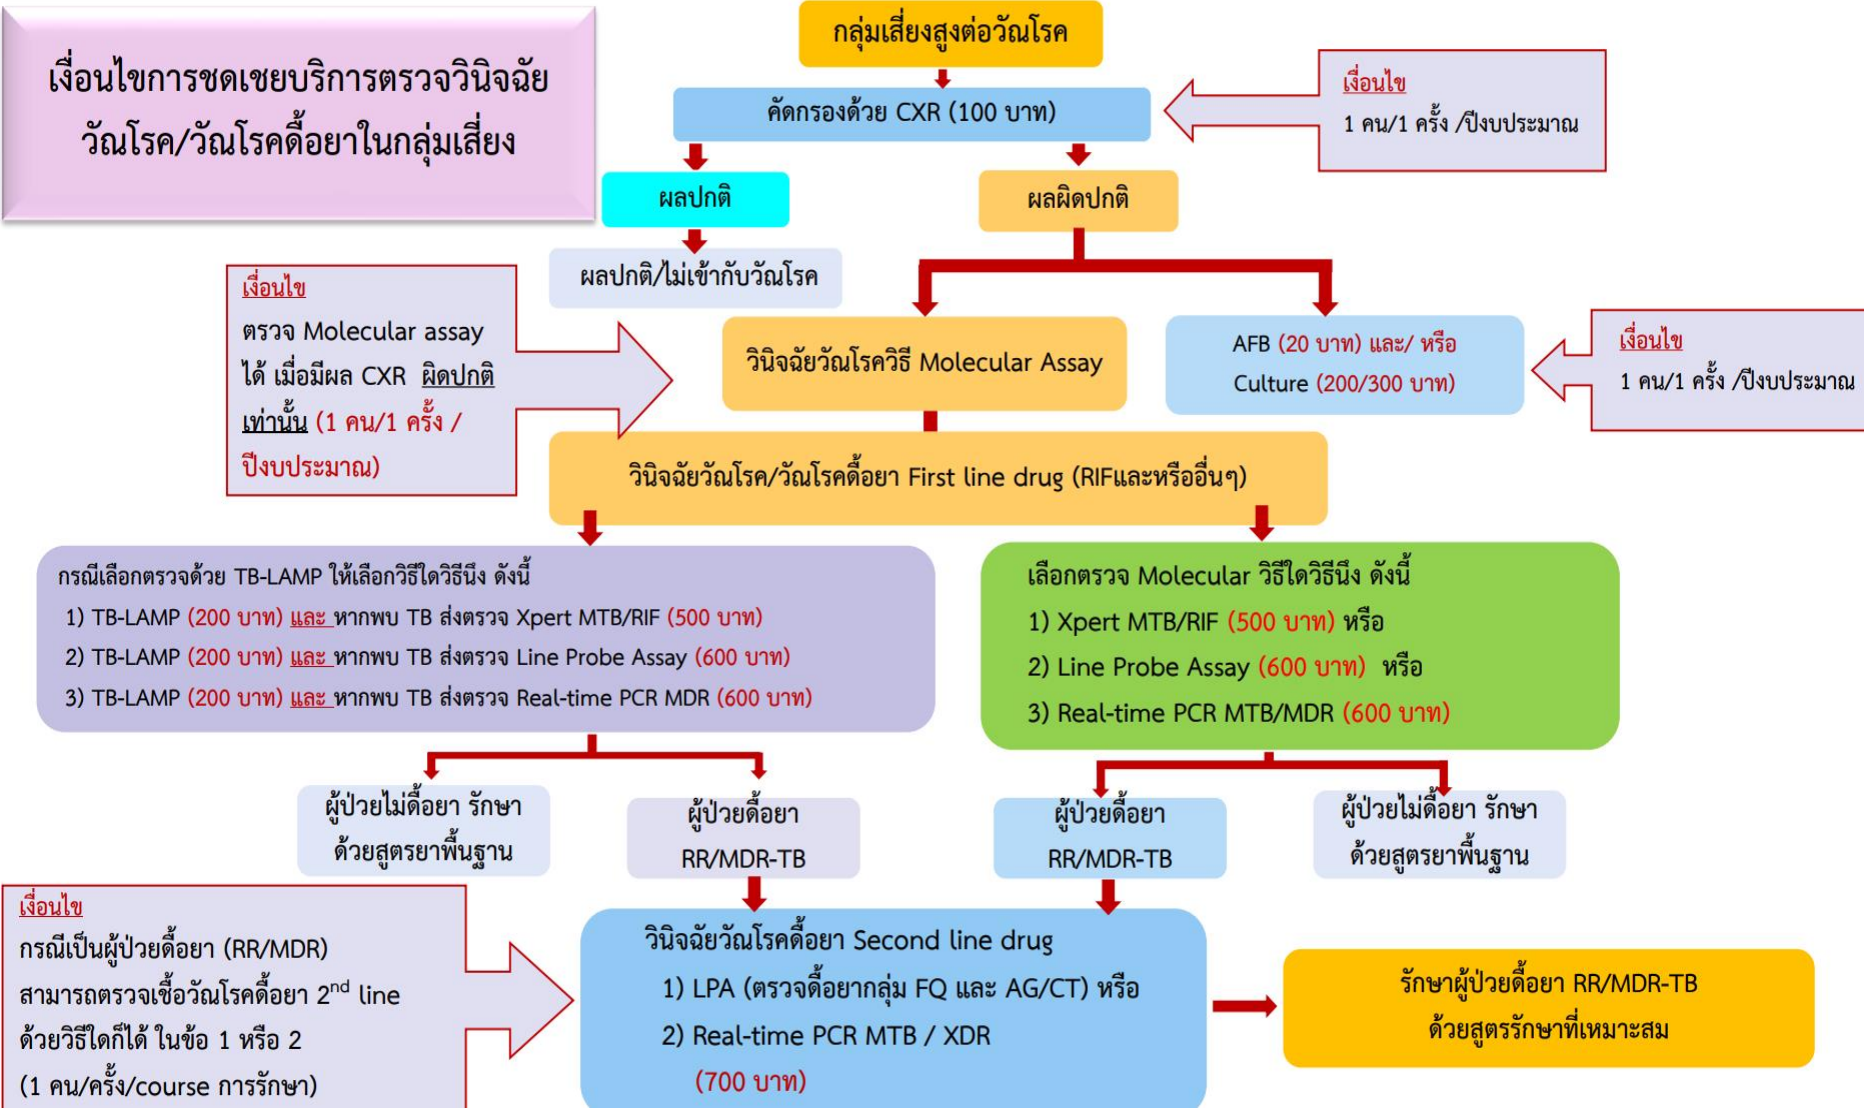 เงื่อนไขการชดเชยบริการตรวจวินิจฉัย
วัณโรค/วัณโรคดื้อยาในกลุ่มเสี่ยง
กลุ่มเสี่ยงสูงต่อวัณโรค
คัดกรองด้วย CXR (100 บาท)
เงื่อนไข
1 คน/1 ครั้ง /ปีงบประมาณ
ผลปกติ
ผลผิดปกติ
ผลปกติ/ไม่เข้ากับวัณโรค
เงื่อนไข
ตรวจ Molecular assay
ได้ เมื่อมีผล CXR ผิดปกติ
เท่านั้น (1 คน/1 ครั้ง /
ปีงบประมาณ)
วินิจฉัยวัณโรควิธี Molecular Assay
AFB (20 บาท) และ/ หรือ
Culture (200/300 บาท)
เงื่อนไข
1 คน/1 ครั้ง /ปีงบประมาณ
วินิจฉัยวัณโรค/วัณโรคดื้อยา First line drug (RIFและหรืออื่นๆ)
กรณีเลือกตรวจด้วย TB-LAMP ให้เลือกวิธีใดวิธีนึง ดังนี้
1) TB-LAMP (200 บาท) และ หากพบ TB ส่งตรวจ Xpert MTB/RIF (500 บาท)
2) TB-LAMP (200 บาท) และ หากพบ TB ส่งตรวจ Line Probe Assay (600 บาท)
3) TB-LAMP (200 บาท) และ หากพบ TB ส่งตรวจ Real-time PCR MDR (600 บาท)
เลือกตรวจ Molecular วิธีใดวิธีนึง ดังนี้
1) Xpert MTB/RIF (500 บาท) หรือ
2) Line Probe Assay (600 บาท) หรือ
3) Real-time PCR MTB/MDR (600 บาท)
ผู้ป่วยไม่ดื้อยา รักษา
ด้วยสูตรยาพื้นฐาน
ผู้ป่วยดื้อยา
RR/MDR-TB
ผู้ป่วยดื้อยา
RR/MDR-TB
ผู้ป่วยไม่ดื้อยา รักษา
ด้วยสูตรยาพื้นฐาน
เงื่อนไข
กรณีเป็นผู้ป่วยดื้อยา (RR/MDR)
สามารถตรวจเชื้อวัณโรคดื้อยา 2nd line
ด้วยวิธีใดก็ได้ ในข้อ 1 หรือ 2
(1 คน/ครั้ง/course การรักษา)
วินิจฉัยวัณโรคดื้อยา Second line drug
1) LPA (ตรวจดื้อยากลุ่ม FQ และ AG/CT) หรือ
2) Real-time PCR MTB / XDR
(700 บาท)
รักษาผู้ป่วยดื้อยา RR/MDR-TB
ด้วยสูตรรักษาที่เหมาะสม